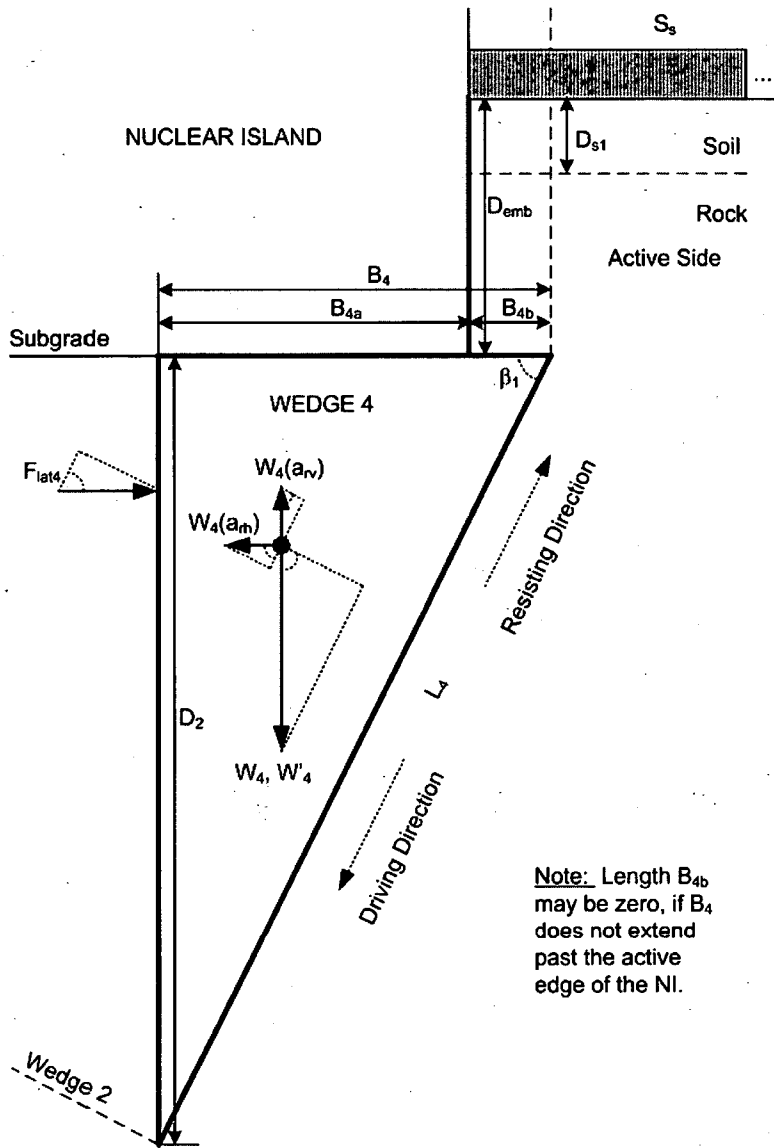 Sₛ
...
NUCLEAR ISLAND
Dₛ₁
Soil
Dₑₘb
Rock
Active Side
B₄
B₄ₐ
B₄b
Subgrade
β₁
WEDGE 4
Fₗₐₜ₄
W₄(aᵣᵥ)
W₄(aᵣₕ)
Resisting Direction
L₄
D₂
W₄, W'₄
Driving Direction
Note: Length B₄b
may be zero, if B₄
does not extend
past the active
edge of the NI.
Wedge 2